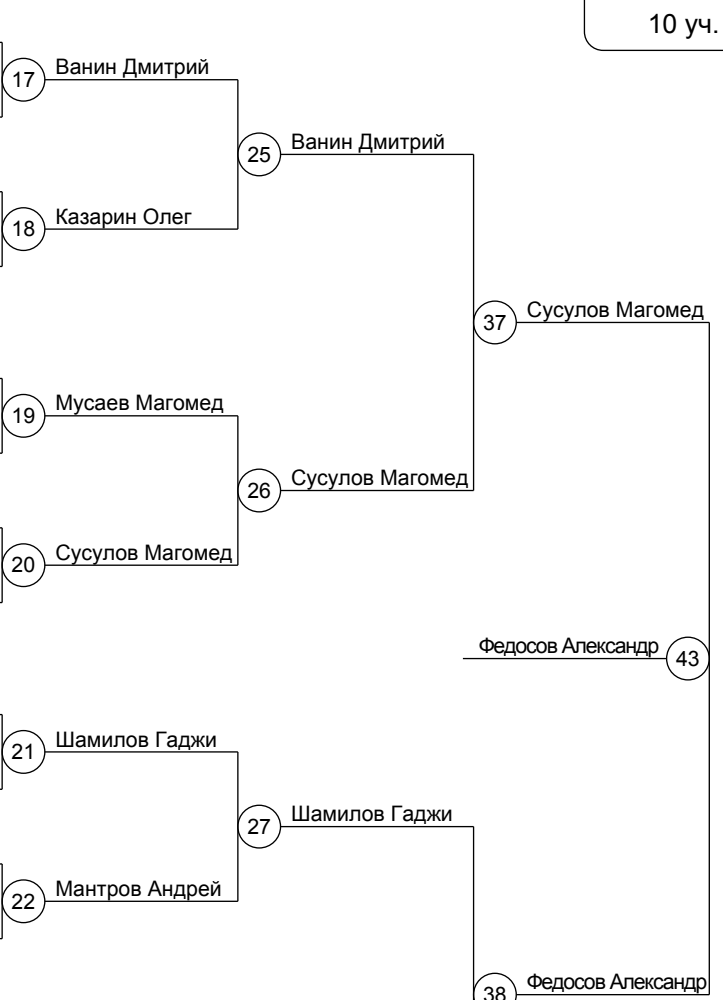 10 уч.
17 Ванин Дмитрий
25 Ванин Дмитрий
18 Казарин Олег
37 Сусулов Магомед
19 Мусаев Магомед
26 Сусулов Магомед
20 Сусулов Магомед
Федосов Александр 43
21 Шамилов Гаджи
27 Шамилов Гаджи
22 Мантров Андрей
38 Федосов Александр